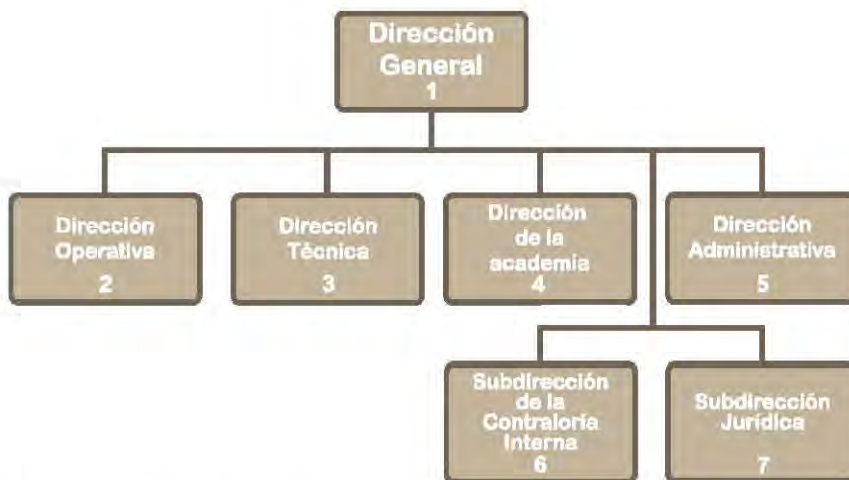 Dirección
General
1
Dirección
Operativa
2
Dirección
Técnica
3
Dirección
de la
academia
4
Dirección
Administrativa
5
Subdirección
de la
Contraloría
Interna
6
Subdirección
Jurídica
7